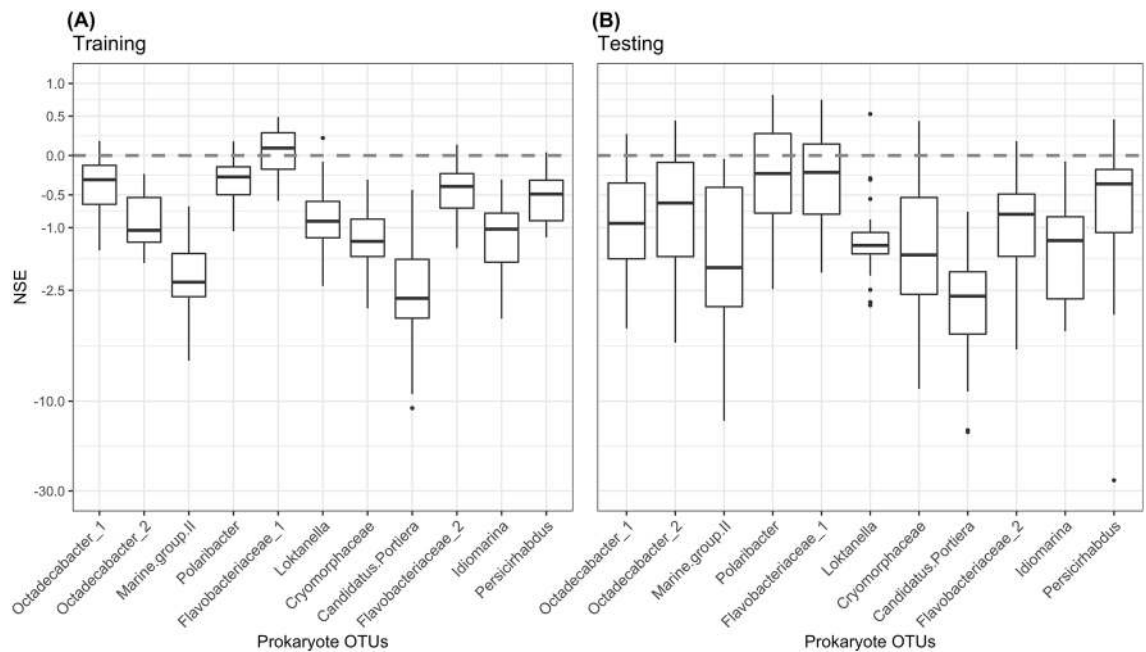 (A)
Training
(B)
Testing
NSE
1.0
0.5
0.0
-0.5
-1.0
-2.5
-10.0
-30.0
Octadecabacter_1
Octadecabacter_2
Marine.group.II
Polaribacter
Flavobacteriaceae_1
Loktanella
Cryomorphaceae
Candidatus.Portiera
Flavobacteriaceae_2
Idiomarina
Persicirhabdus
Octadecabacter_1
Octadecabacter_2
Marine.group.II
Polaribacter
Flavobacteriaceae_1
Loktanella
Cryomorphaceae
Candidatus.Portiera
Flavobacteriaceae_2
Idiomarina
Persicirhabdus
Prokaryote OTUs
Prokaryote OTUs